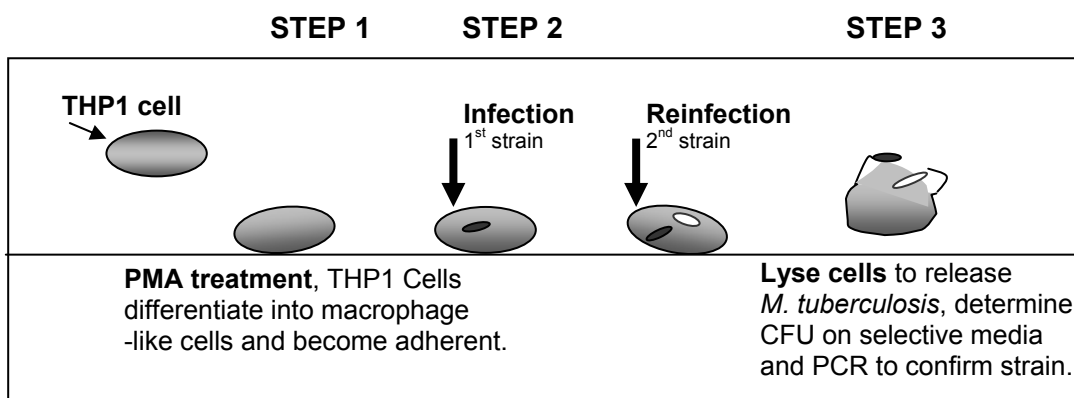 STEP 1 STEP 2 STEP 3
THP1 cell
Infection
1st strain
Reinfection
2nd strain
PMA treatment, THP1 Cells
differentiate into macrophage
-like cells and become adherent.
Lyse cells to release
M. tuberculosis, determine
CFU on selective media
and PCR to confirm strain.